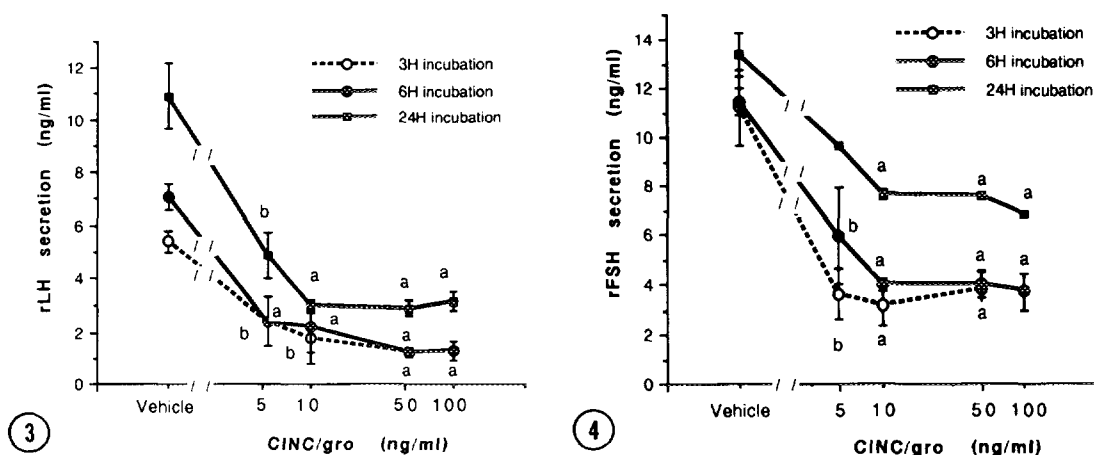 rLH secretion (ng/ml)
12
10
8
6
4
2
0
3H incubation
6H incubation
24H incubation
b
a
a
a
b
a
a
b
a
a
a
Vehicle
5
10
50
100
CINC/gro (ng/ml)
3
rFSH secretion (ng/ml)
14
12
10
8
6
4
2
0
3H incubation
6H incubation
24H incubation
a
a
a
b
a
a
a
a
b
a
Vehicle
5
10
50
100
CINC/gro (ng/ml)
4